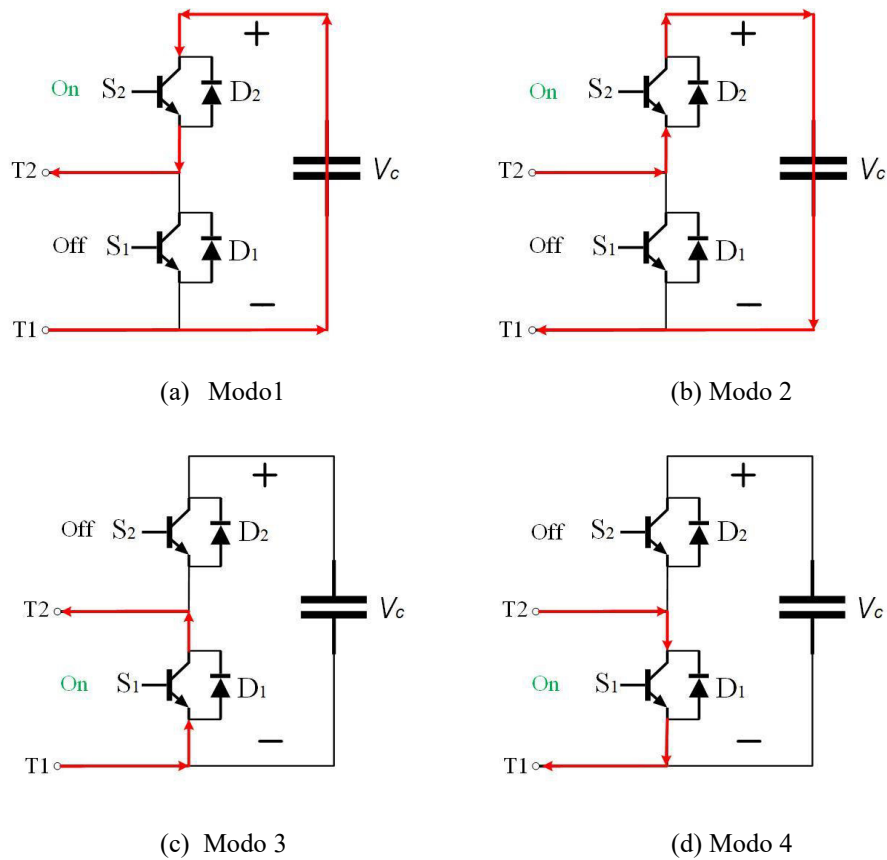 + +
On S2 D2 On S2 D2
T2 Vc T2 Vc
Off S1 D1 Off S1 D1
− −
T1 T1
(a) Modo1 (b) Modo 2
+ +
Off S2 D2 Off S2 D2
T2 Vc T2 Vc
On S1 D1 On S1 D1
− −
T1 T1
(c) Modo 3 (d) Modo 4